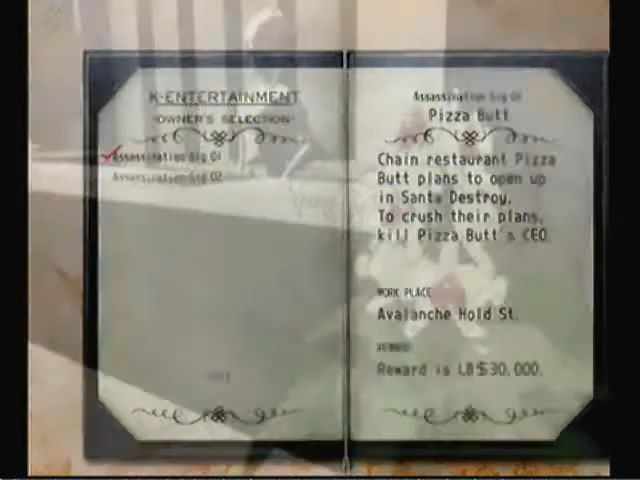 K-ENTERTAINMENT
-OWNER'S SELECTION-
Assassination Gig 01
Assassination Gig 02
Assassination Gig 01
Pizza Butt
Chain restaurant Pizza
Butt plans to open up
in Santa Destroy.
To crush their plans,
kill Pizza Butt's CEO.
WORK PLACE
Avalanche Hold St.
REWARD
Reward is LB$30,000.